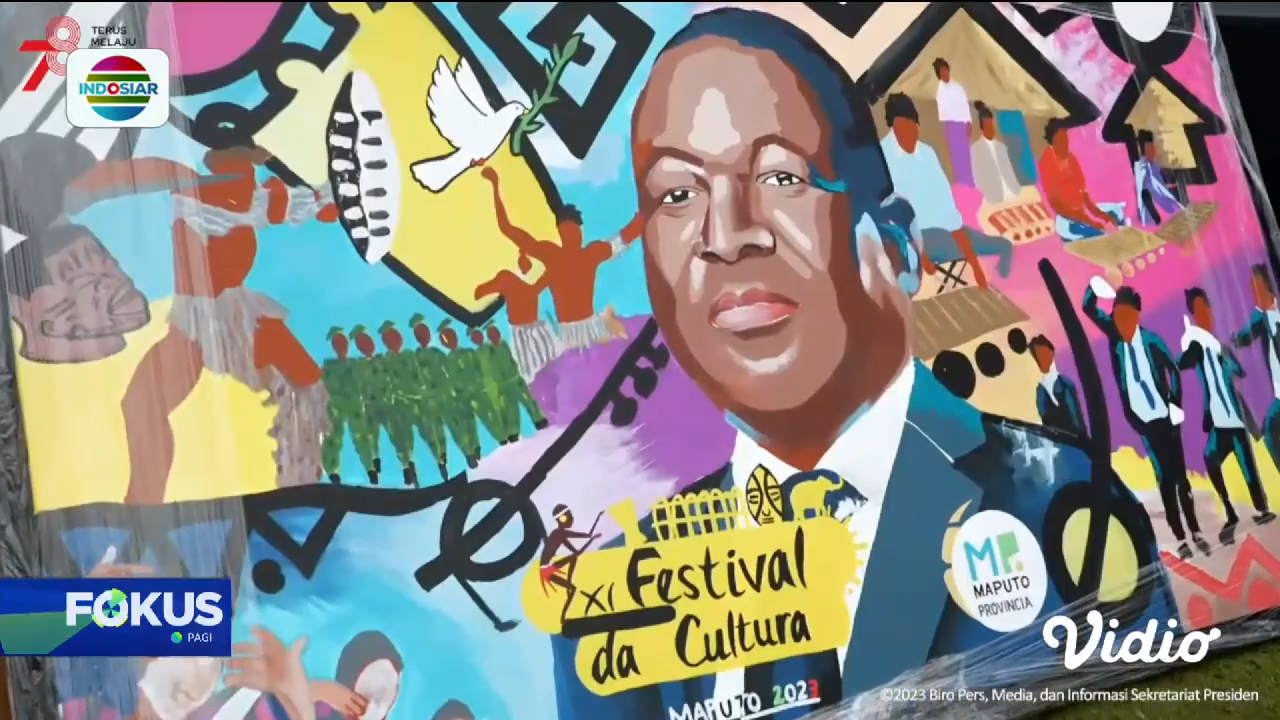 78
TERUS
MELAJU
INDOSIAR
XI Festival
da Cultura
MAPUTO 2023
MP
MAPUTO
PROVINCIA
FOKUS
PAGI
Vidio
©2023 Biro Pers, Media, dan Informasi Sekretariat Presiden